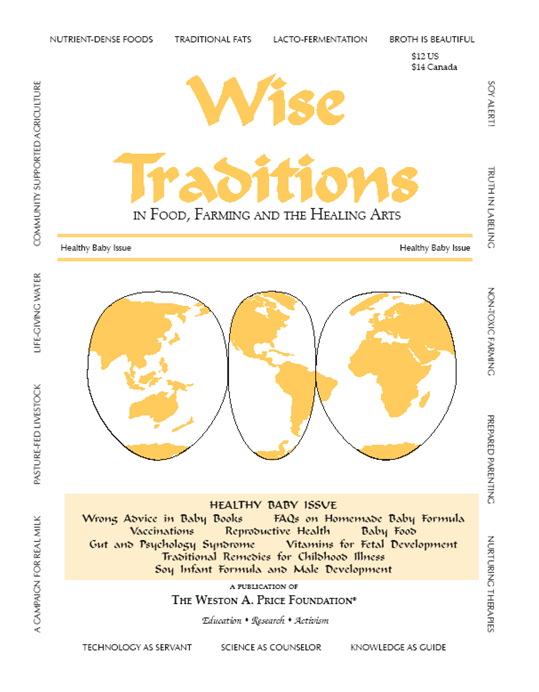 NUTRIENT-DENSE FOODS TRADITIONAL FATS LACTO-FERMENTATION BROTH IS BEAUTIFUL
$12 US
$14 Canada
Wise
Traditions
IN FOOD, FARMING AND THE HEALING ARTS
Healthy Baby Issue Healthy Baby Issue
COMMUNITY SUPPORTED AGRICULTURE
LIFE-GIVING WATER
PASTURE-FED LIVESTOCK
A CAMPAIGN FOR REAL MILK
SOY ALERT!
TRUTH IN LABELING
NON-TOXIC FARMING
PREPARED PARENTING
NURTURING THERAPIES
HEALTHY BABY ISSUE
Wrong Advice in Baby Books FAQs on Homemade Baby Formula
Vaccinations Reproductive Health Baby Food
Gut and Psychology Syndrome Vitamins for Fetal Development
Traditional Remedies for Childhood Illness
Soy Infant Formula and Male Development
A PUBLICATION OF
THE WESTON A. PRICE FOUNDATION®
Education • Research • Activism
TECHNOLOGY AS SERVANT SCIENCE AS COUNSELOR KNOWLEDGE AS GUIDE